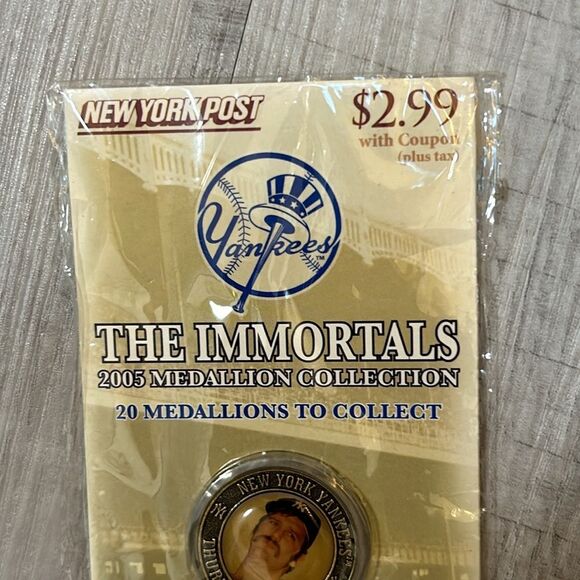 NEW YORK POST
$2.99
with Coupon
(plus tax)
Yankees
THE IMMORTALS
2005 MEDALLION COLLECTION
20 MEDALLIONS TO COLLECT
NEW YORK YANKEES